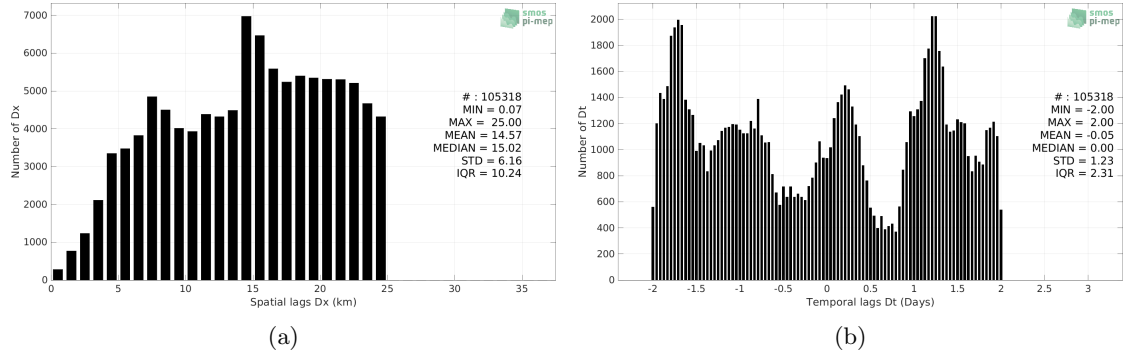 7000
6000
5000
4000
3000
2000
1000
0
Number of Dx
0 5 10 15 20 25 30 35
Spatial lags Dx (km)
smos
pi-mep
# : 105318
MIN = 0.07
MAX = 25.00
MEAN = 14.57
MEDIAN = 15.02
STD = 6.16
IQR = 10.24
(a)
2000
1800
1600
1400
1200
1000
800
600
400
200
0
Number of Dt
-2 -1.5 -1 -0.5 0 0.5 1 1.5 2 2.5 3
Temporal lags Dt (Days)
smos
pi-mep
# : 105318
MIN = -2.00
MAX = 2.00
MEAN = -0.05
MEDIAN = 0.00
STD = 1.23
IQR = 2.31
(b)